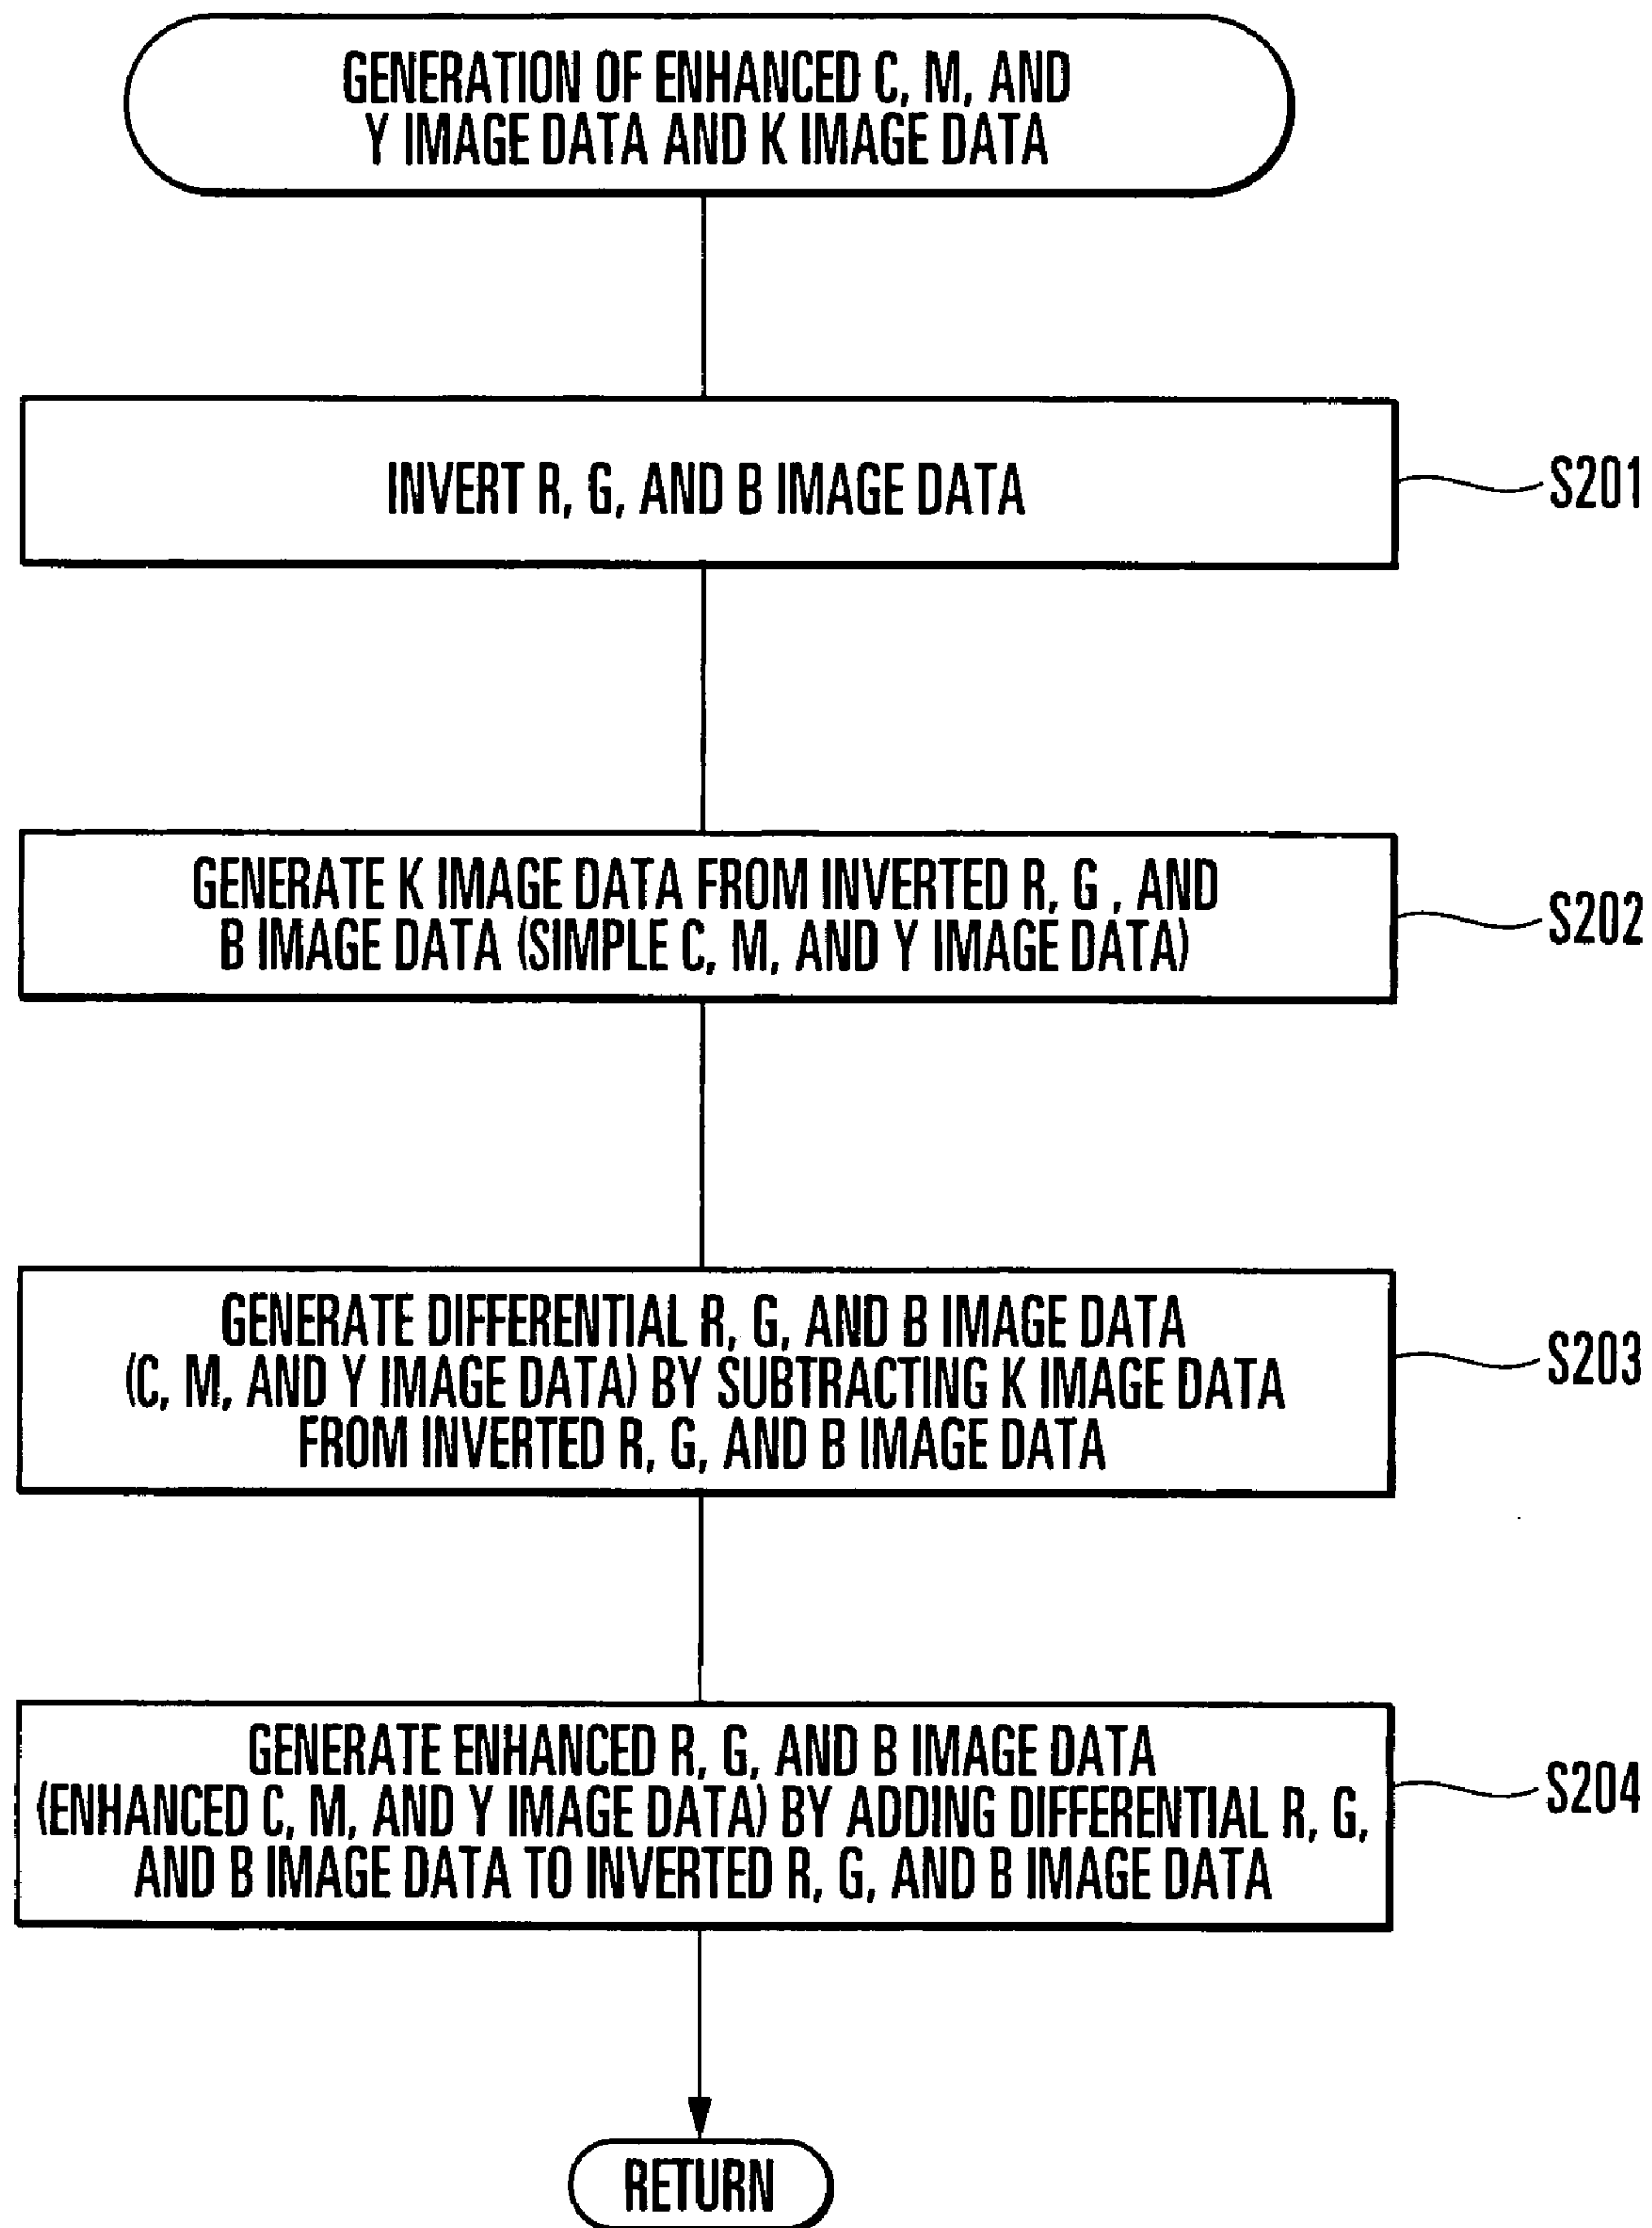 GENERATION OF ENHANCED C, M, AND
Y IMAGE DATA AND K IMAGE DATA
INVERT R, G, AND B IMAGE DATA
S201
GENERATE K IMAGE DATA FROM INVERTED R, G , AND
B IMAGE DATA (SIMPLE C, M, AND Y IMAGE DATA)
S202
GENERATE DIFFERENTIAL R, G, AND B IMAGE DATA
(C, M, AND Y IMAGE DATA) BY SUBTRACTING K IMAGE DATA
FROM INVERTED R, G, AND B IMAGE DATA
S203
GENERATE ENHANCED R, G, AND B IMAGE DATA
(ENHANCED C, M, AND Y IMAGE DATA) BY ADDING DIFFERENTIAL R, G,
AND B IMAGE DATA TO INVERTED R, G, AND B IMAGE DATA
S204
RETURN